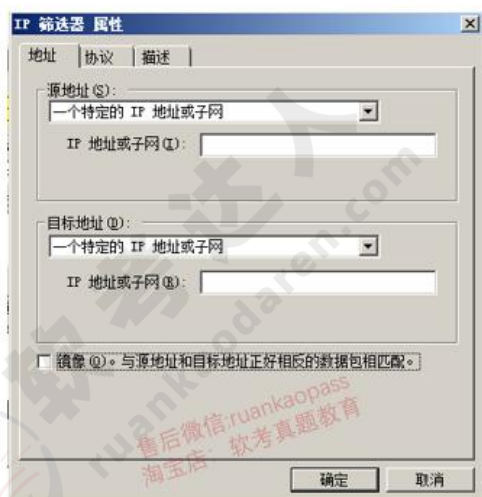 IP 筛选器 属性
地址 协议 描述
源地址(S):
一个特定的 IP 地址或子网
IP 地址或子网(I):
目标地址(D):
一个特定的 IP 地址或子网
IP 地址或子网(R):
镜像(O)。与源地址和目标地址正好相反的数据包相匹配。
确定 取消
软考达人
ruankaodaren.com
售后微信:ruankaopass
淘宝店：软考真题教育